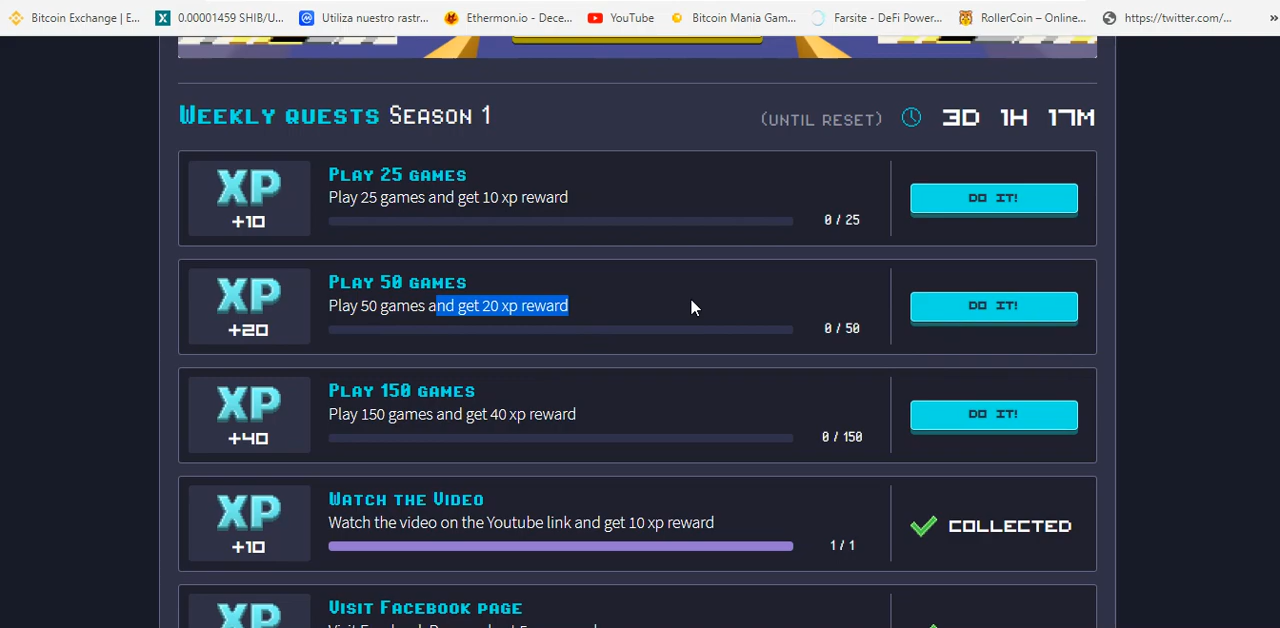 Bitcoin Exchange | E... 0.00001459 SHIB/U... Utiliza nuestro rastr... Ethermon.io - Dece... YouTube Bitcoin Mania Gam... Farsite - DeFi Power... RollerCoin – Online... https://twitter.com/... »
Weekly quests Season 1 (until reset) 3D 1H 17M
XP +10
Play 25 games
Play 25 games and get 10 xp reward
0 / 25
DO IT!
XP +20
Play 50 games
Play 50 games and get 20 xp reward
0 / 50
DO IT!
XP +40
Play 150 games
Play 150 games and get 40 xp reward
0 / 150
DO IT!
XP +10
Watch the Video
Watch the video on the Youtube link and get 10 xp reward
1 / 1
COLLECTED
XP
Visit Facebook page